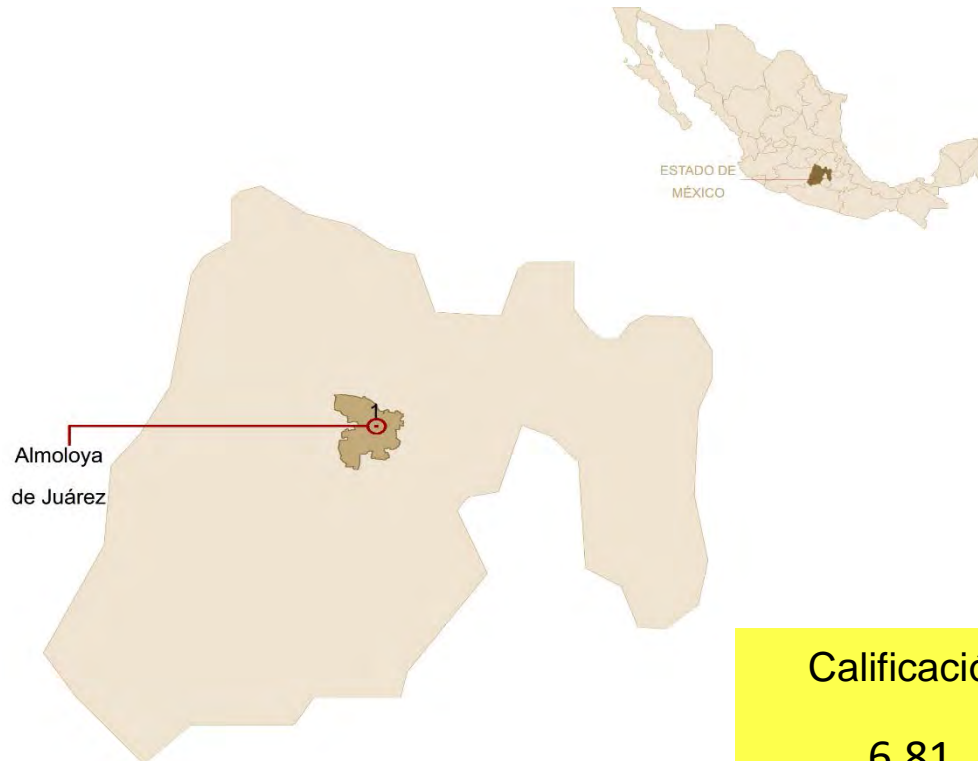 ESTADO DE
MÉXICO
1
Almoloya
de Juárez
Calificació
6.81